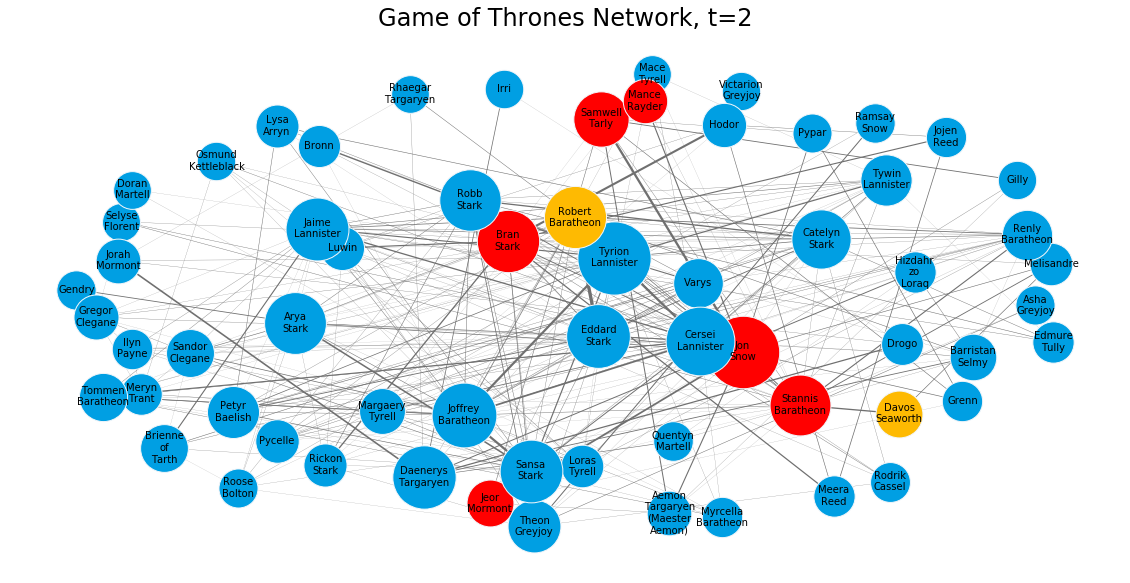 Game of Thrones Network, t=2
Mace
Tyrell
Rhaegar
Targaryen
Irri
Victarion
Greyjoy
Mance
Rayder
Samwell
Tarly
Lysa
Arryn
Bronn
Hodor
Pypar
Ramsay
Snow
Jojen
Reed
Osmund
Kettleblack
Doran
Martell
Tywin
Lannister
Gilly
Robb
Stark
Robert
Baratheon
Selyse
Florent
Jaime
Lannister
Luwin
Bran
Stark
Catelyn
Stark
Renly
Baratheon
Jorah
Mormont
Tyrion
Lannister
Melisandre
Hizdahr
zo
Loraq
Varys
Gendry
Gregor
Clegane
Asha
Greyjoy
Arya
Stark
Eddard
Stark
Cersei
Lannister
Jon
Snow
Drogo
Edmure
Tully
Ilyn
Payne
Sandor
Clegane
Barristan
Selmy
Tommen
Baratheon
Meryn
Trant
Petyr
Baelish
Margaery
Tyrell
Joffrey
Baratheon
Stannis
Baratheon
Davos
Seaworth
Grenn
Brienne
of
Tarth
Pycelle
Quentyn
Martell
Rickon
Stark
Daenerys
Targaryen
Sansa
Stark
Loras
Tyrell
Roose
Bolton
Rodrik
Cassel
Meera
Reed
Jeor
Mormont
Theon
Greyjoy
Aemon
Targaryen
(Maester
Aemon)
Myrcella
Baratheon